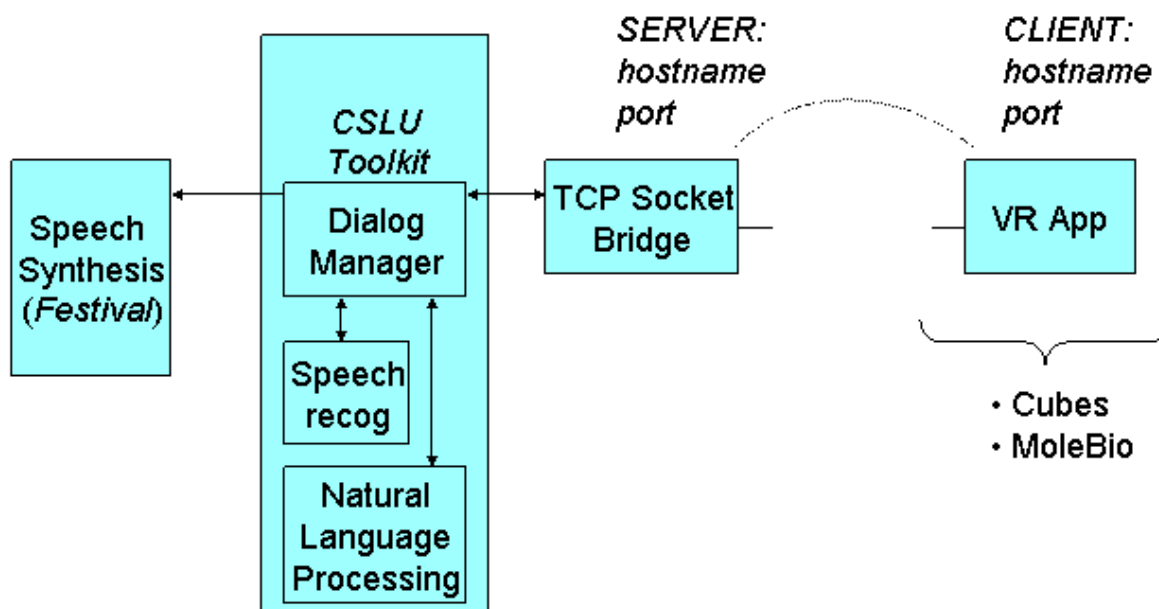 SERVER:
hostname
port
CLIENT:
hostname
port
CSLU
Toolkit
Speech
Synthesis
(Festival)
Dialog
Manager
TCP Socket
Bridge
VR App
Speech
recog
Natural
Language
Processing
• Cubes
• MoleBio